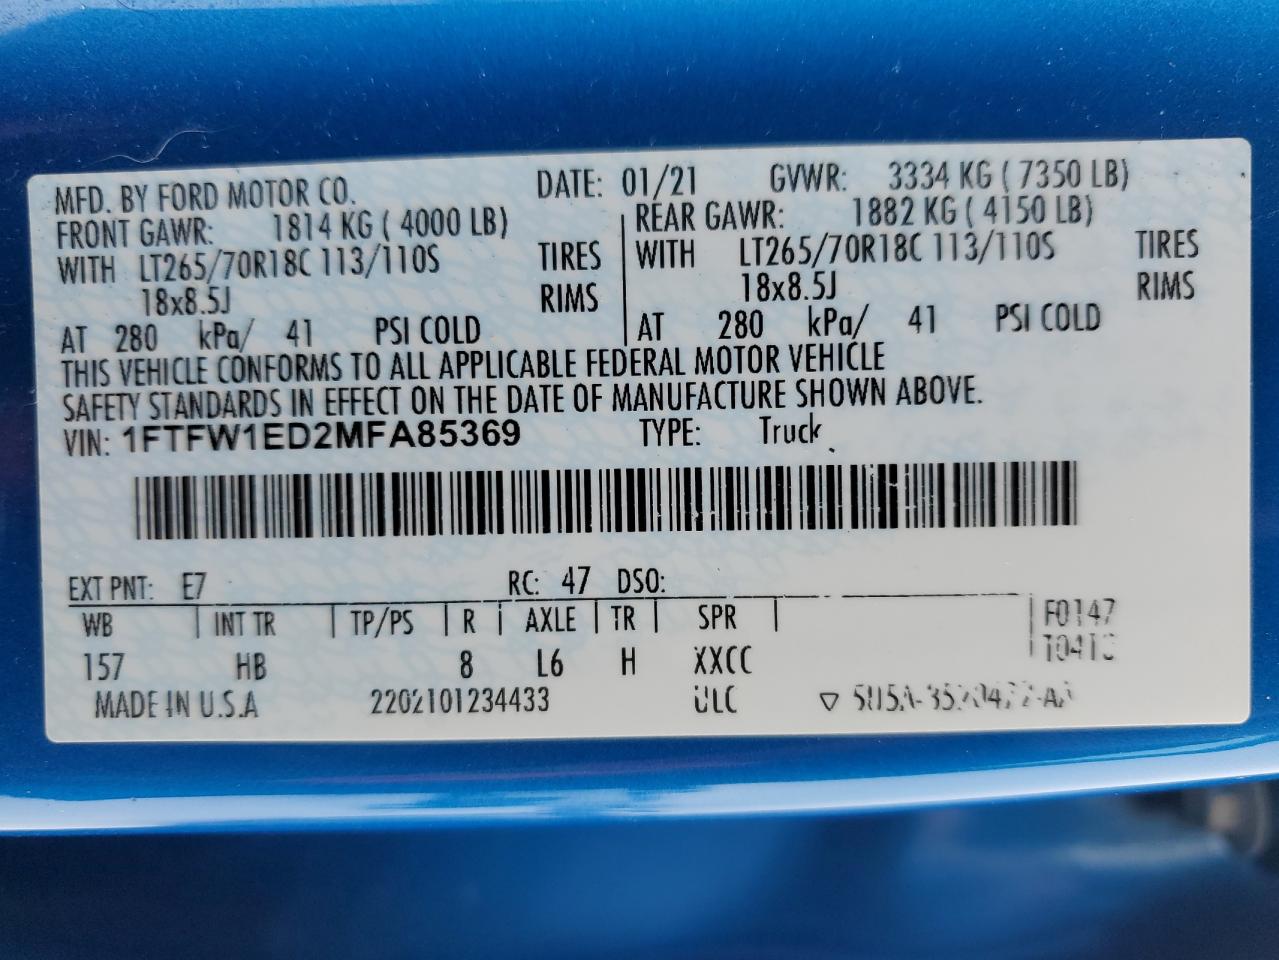 MFD. BY FORD MOTOR CO. DATE: 01/21 GVWR: 3334 KG ( 7350 LB)
FRONT GAWR: 1814 KG ( 4000 LB) REAR GAWR: 1882 KG ( 4150 LB)
WITH LT265/70R18C 113/110S TIRES WITH LT265/70R18C 113/110S TIRES
18x8.5J RIMS 18x8.5J RIMS
AT 280 kPa/ 41 PSI COLD AT 280 kPa/ 41 PSI COLD
THIS VEHICLE CONFORMS TO ALL APPLICABLE FEDERAL MOTOR VEHICLE
SAFETY STANDARDS IN EFFECT ON THE DATE OF MANUFACTURE SHOWN ABOVE.
VIN: 1FTFW1ED2MFA85369 TYPE: Truck
EXT PNT: E7 RC: 47 DSO:
WB INT TR TP/PS R AXLE TR SPR F0147
157 HB 8 L6 H XXCC
MADE IN U.S.A 2202101234433 ULC